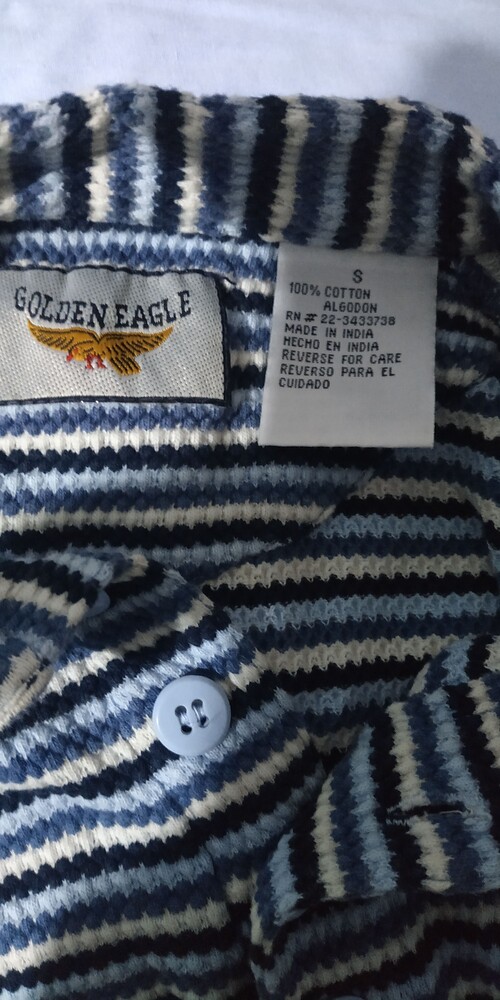 GOLDEN EAGLE
S
100% COTTON
ALGODON
RN # 22-3433738
MADE IN INDIA
HECHO EN INDIA
REVERSE FOR CARE
REVERSO PARA EL
CUIDADO